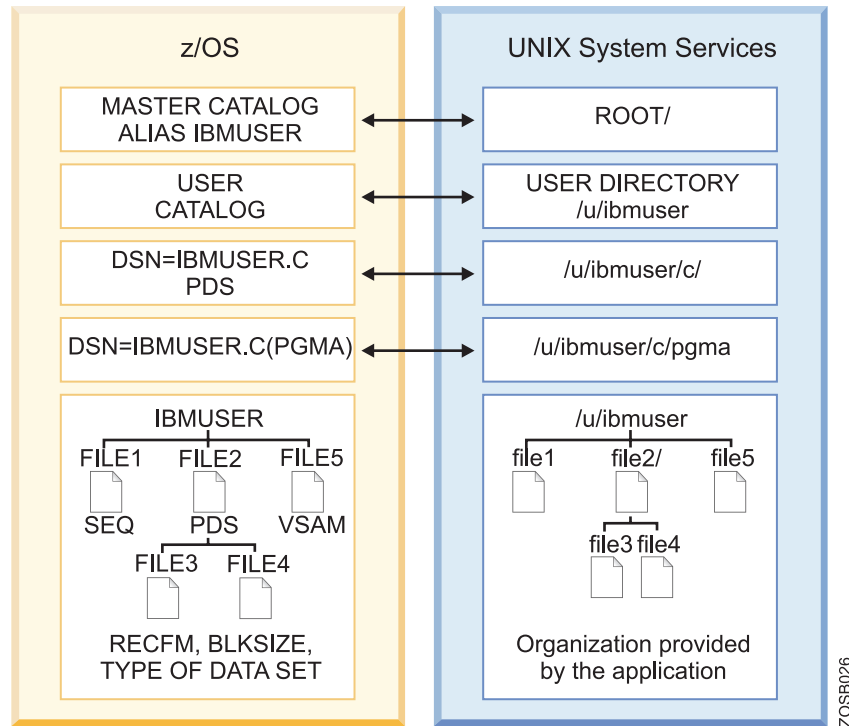 z/OS
MASTER CATALOG
ALIAS IBMUSER
USER
CATALOG
DSN=IBMUSER.C
PDS
DSN=IBMUSER.C(PGMA)
IBMUSER
FILE1 FILE2 FILE5
SEQ PDS VSAM
FILE3 FILE4
RECFM, BLKSIZE,
TYPE OF DATA SET
UNIX System Services
ROOT/
USER DIRECTORY
/u/ibmuser
/u/ibmuser/c/
/u/ibmuser/c/pgma
/u/ibmuser
file1 file2/ file5
file3 file4
Organization provided
by the application
ZOSB026